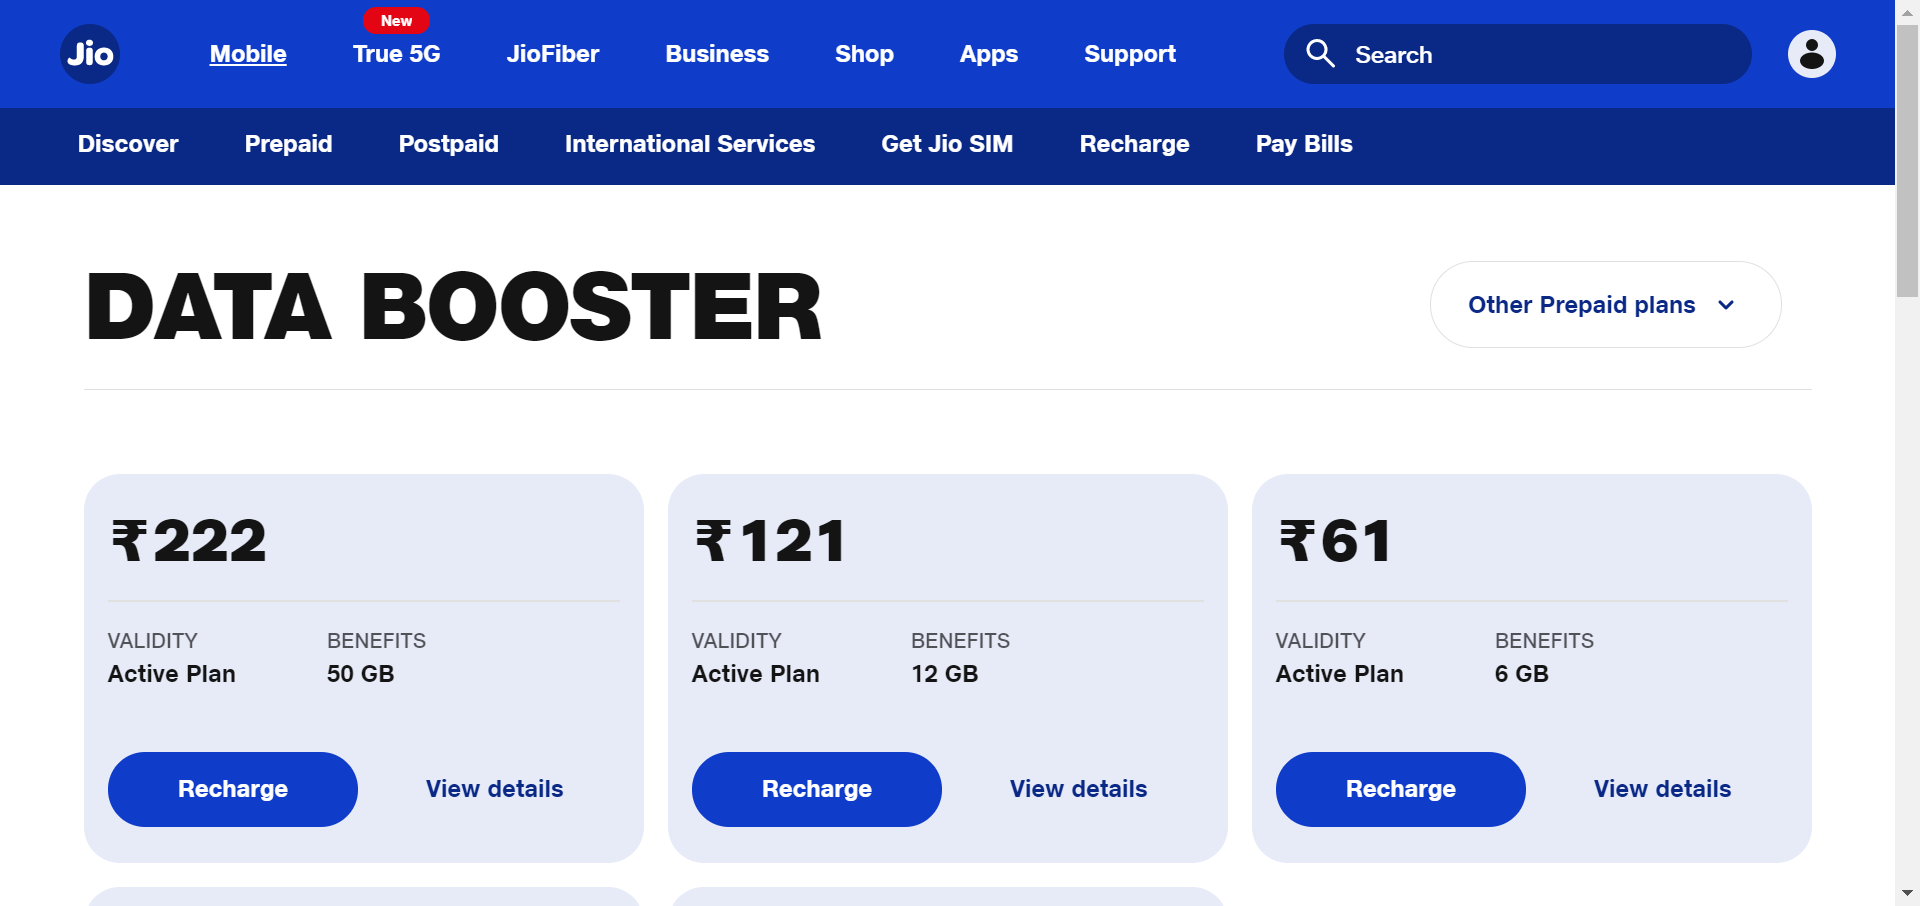 Jio
Mobile
New
True 5G
JioFiber
Business
Shop
Apps
Support
Search
Discover
Prepaid
Postpaid
International Services
Get Jio SIM
Recharge
Pay Bills
DATA BOOSTER
Other Prepaid plans
₹222
VALIDITY
Active Plan
BENEFITS
50 GB
Recharge
View details
₹121
VALIDITY
Active Plan
BENEFITS
12 GB
Recharge
View details
₹61
VALIDITY
Active Plan
BENEFITS
6 GB
Recharge
View details